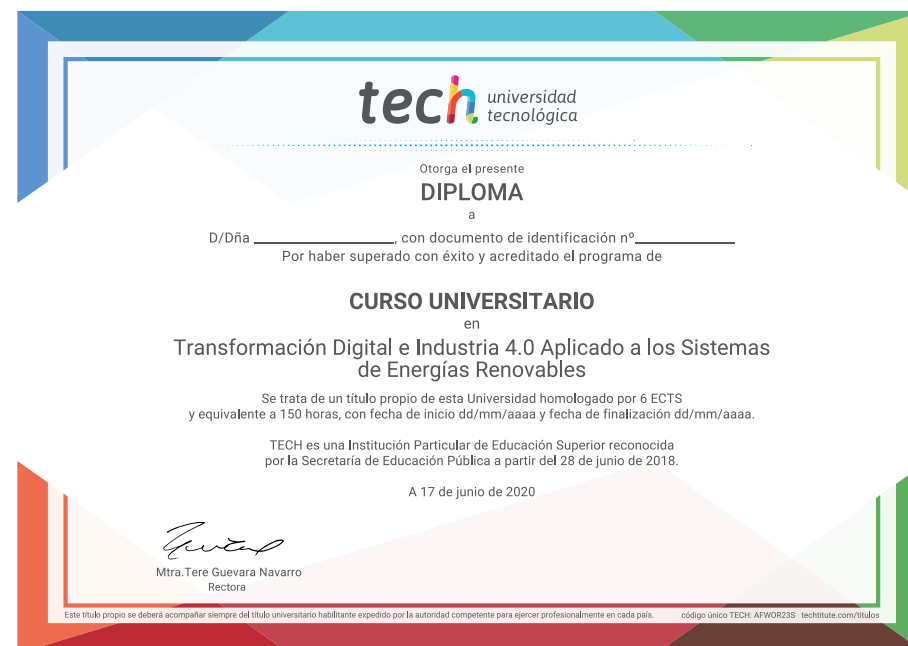 tech universidad
tecnológica
Otorga el presente
DIPLOMA
a
D/Dña ______________, con documento de identificación nº__________
Por haber superado con éxito y acreditado el programa de
CURSO UNIVERSITARIO
en
Transformación Digital e Industria 4.0 Aplicado a los Sistemas
de Energías Renovables
Se trata de un título propio de esta Universidad homologado por 6 ECTS
y equivalente a 150 horas, con fecha de inicio dd/mm/aaaa y fecha de finalización dd/mm/aaaa.
TECH es una Institución Particular de Educación Superior reconocida
por la Secretaría de Educación Pública a partir del 28 de junio de 2018.
A 17 de junio de 2020
Mtra.Tere Guevara Navarro
Rectora
Este título propio se deberá acompañar siempre del título universitario habilitante expedido por la autoridad competente para ejercer profesionalmente en cada país. código único TECH: AFWOR23S techtitute.com/títulos